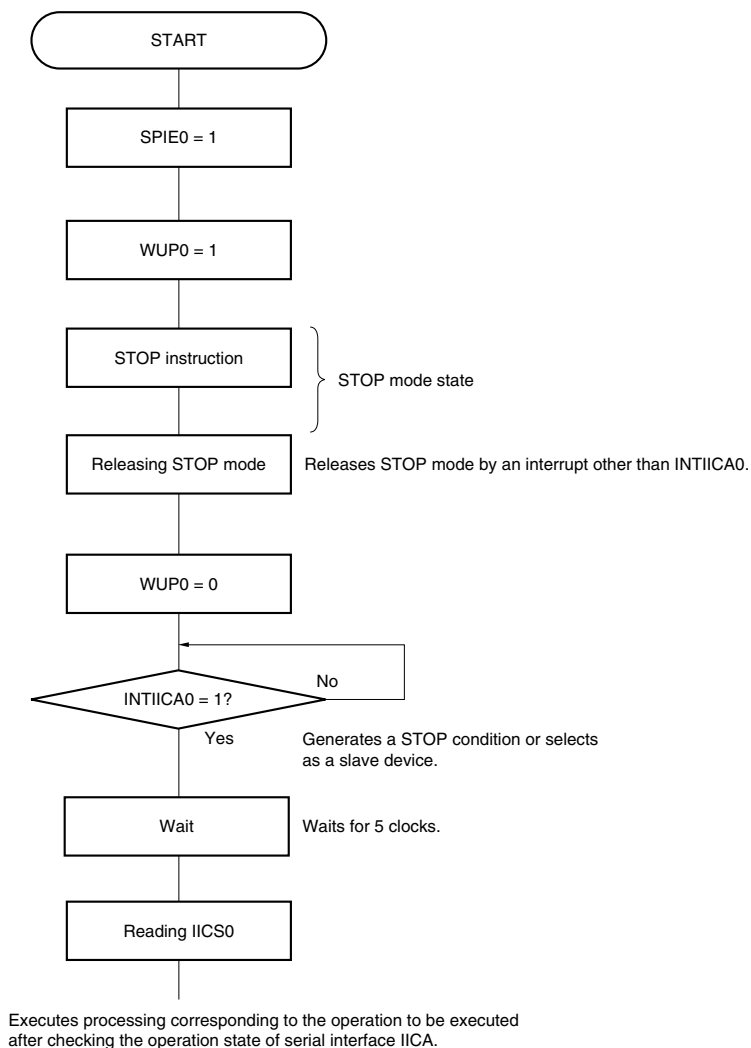 START
SPIE0 = 1
WUP0 = 1
STOP instruction
STOP mode state
Releasing STOP mode
Releases STOP mode by an interrupt other than INTIICA0.
WUP0 = 0
No
INTIICA0 = 1?
Yes
Generates a STOP condition or selects
as a slave device.
Wait
Waits for 5 clocks.
Reading IICS0
Executes processing corresponding to the operation to be executed
after checking the operation state of serial interface IICA.